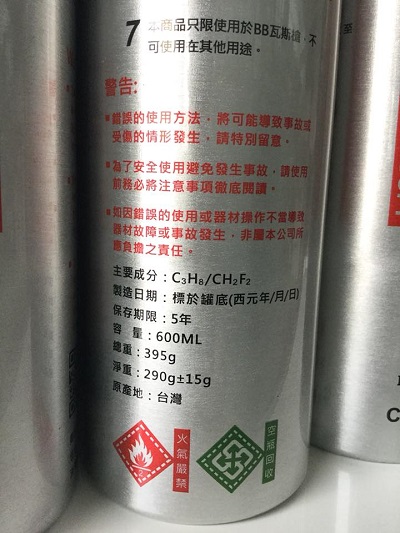 7 本商品只限使用於BB瓦斯槍，不
可使用在其他用途。
至
警告:
錯誤的使用方法，將可能導致事故或
受傷的情形發生，請特別留意。
為了安全使用避免發生事故，請使用
前務必將注意事項徹底閱讀。
如因錯誤的使用或器材操作不當導致
器材故障或事故發生，非屬本公司所
應負擔之責任。
主要成分：C₃H₈/CH₂F₂
製造日期：標於罐底(西元年/月/日)
保存期限：5年
容　量：600ML
總重：395g
淨重：290g±15g
原產地：台灣
火氣嚴禁
空瓶回收
C